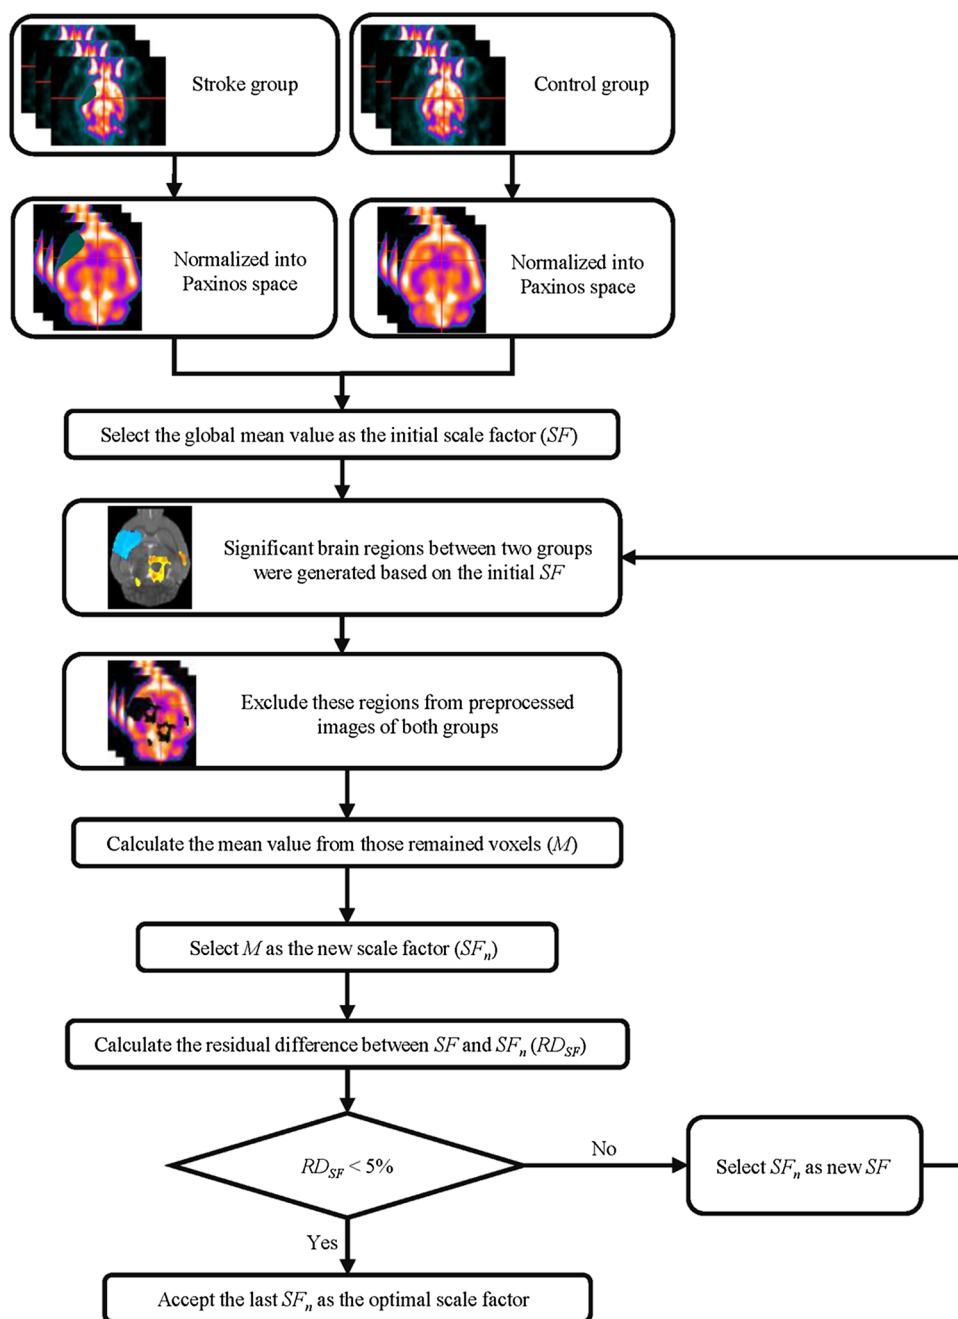 Stroke group
Control group
Normalized into
Paxinos space
Normalized into
Paxinos space
Select the global mean value as the initial scale factor (SF)
Significant brain regions between two groups
were generated based on the initial SF
Exclude these regions from preprocessed
images of both groups
Calculate the mean value from those remained voxels (M)
Select M as the new scale factor (SFn)
Calculate the residual difference between SF and SFn (RDSF)
RDSF < 5%
No
Select SFn as new SF
Yes
Accept the last SFn as the optimal scale factor